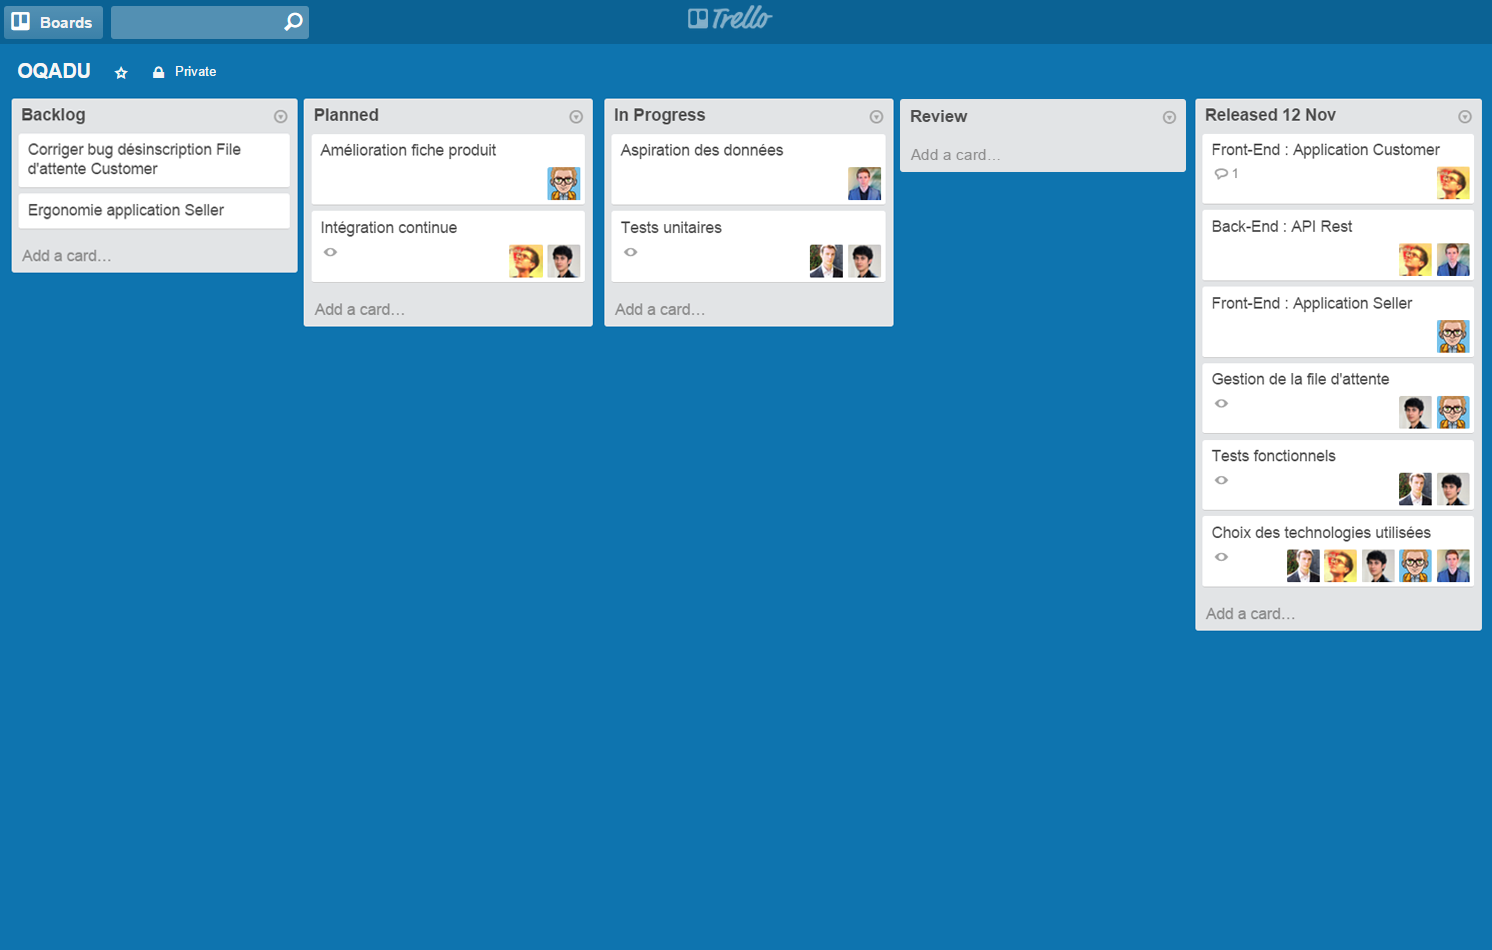 Boards
Trello
OQADU
Private
Backlog
Corriger bug désinscription File
d'attente Customer
Ergonomie application Seller
Add a card...
Planned
Amélioration fiche produit
Intégration continue
Add a card...
In Progress
Aspiration des données
Tests unitaires
Add a card...
Review
Add a card...
Released 12 Nov
Front-End : Application Customer
1
Back-End : API Rest
Front-End : Application Seller
Gestion de la file d'attente
Tests fonctionnels
Choix des technologies utilisées
Add a card...